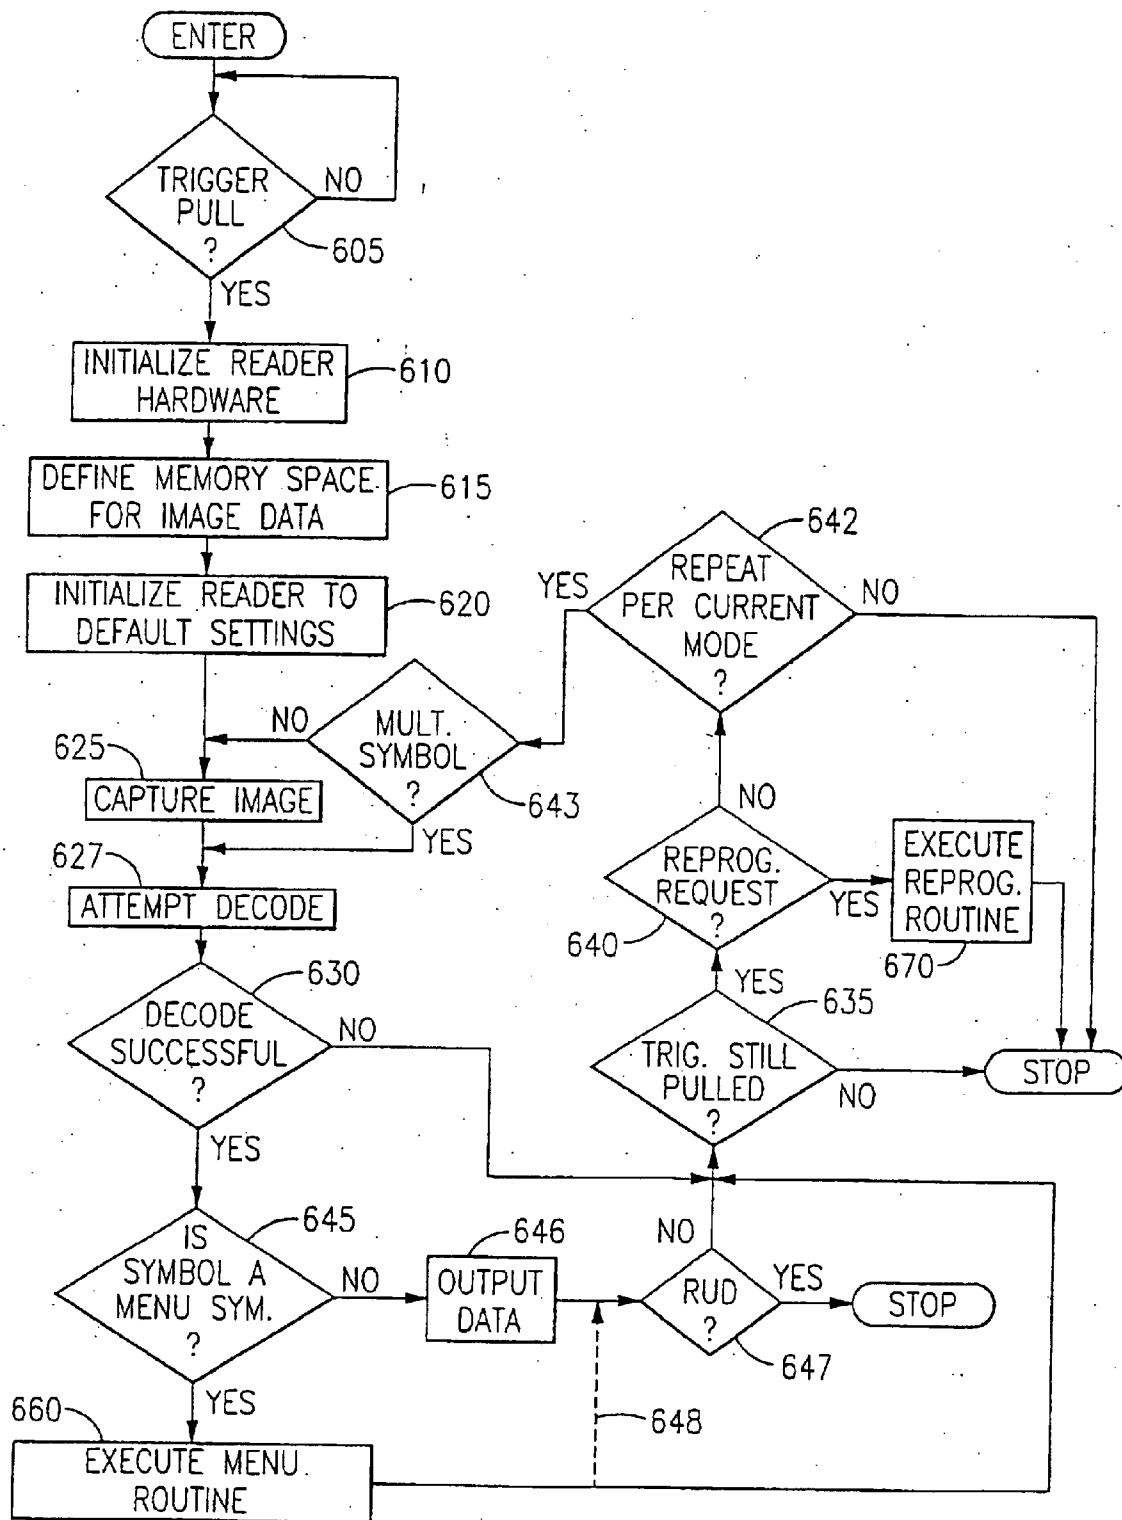 ENTER
TRIGGER
PULL
?
NO
605
YES
INITIALIZE READER
HARDWARE
610
DEFINE MEMORY SPACE
FOR IMAGE DATA
615
INITIALIZE READER TO
DEFAULT SETTINGS
620
642
REPEAT
PER CURRENT
MODE
?
YES
NO
MULT.
SYMBOL
?
NO
643
YES
625
CAPTURE IMAGE
627
ATTEMPT DECODE
NO
REPROG.
REQUEST
?
640
YES
EXECUTE
REPROG.
ROUTINE
670
630
DECODE
SUCCESSFUL
?
NO
YES
YES
635
TRIG. STILL
PULLED
?
NO
STOP
645
IS
SYMBOL A
MENU SYM.
?
NO
646
OUTPUT
DATA
NO
RUD
?
YES
647
STOP
YES
648
660
EXECUTE MENU
ROUTINE